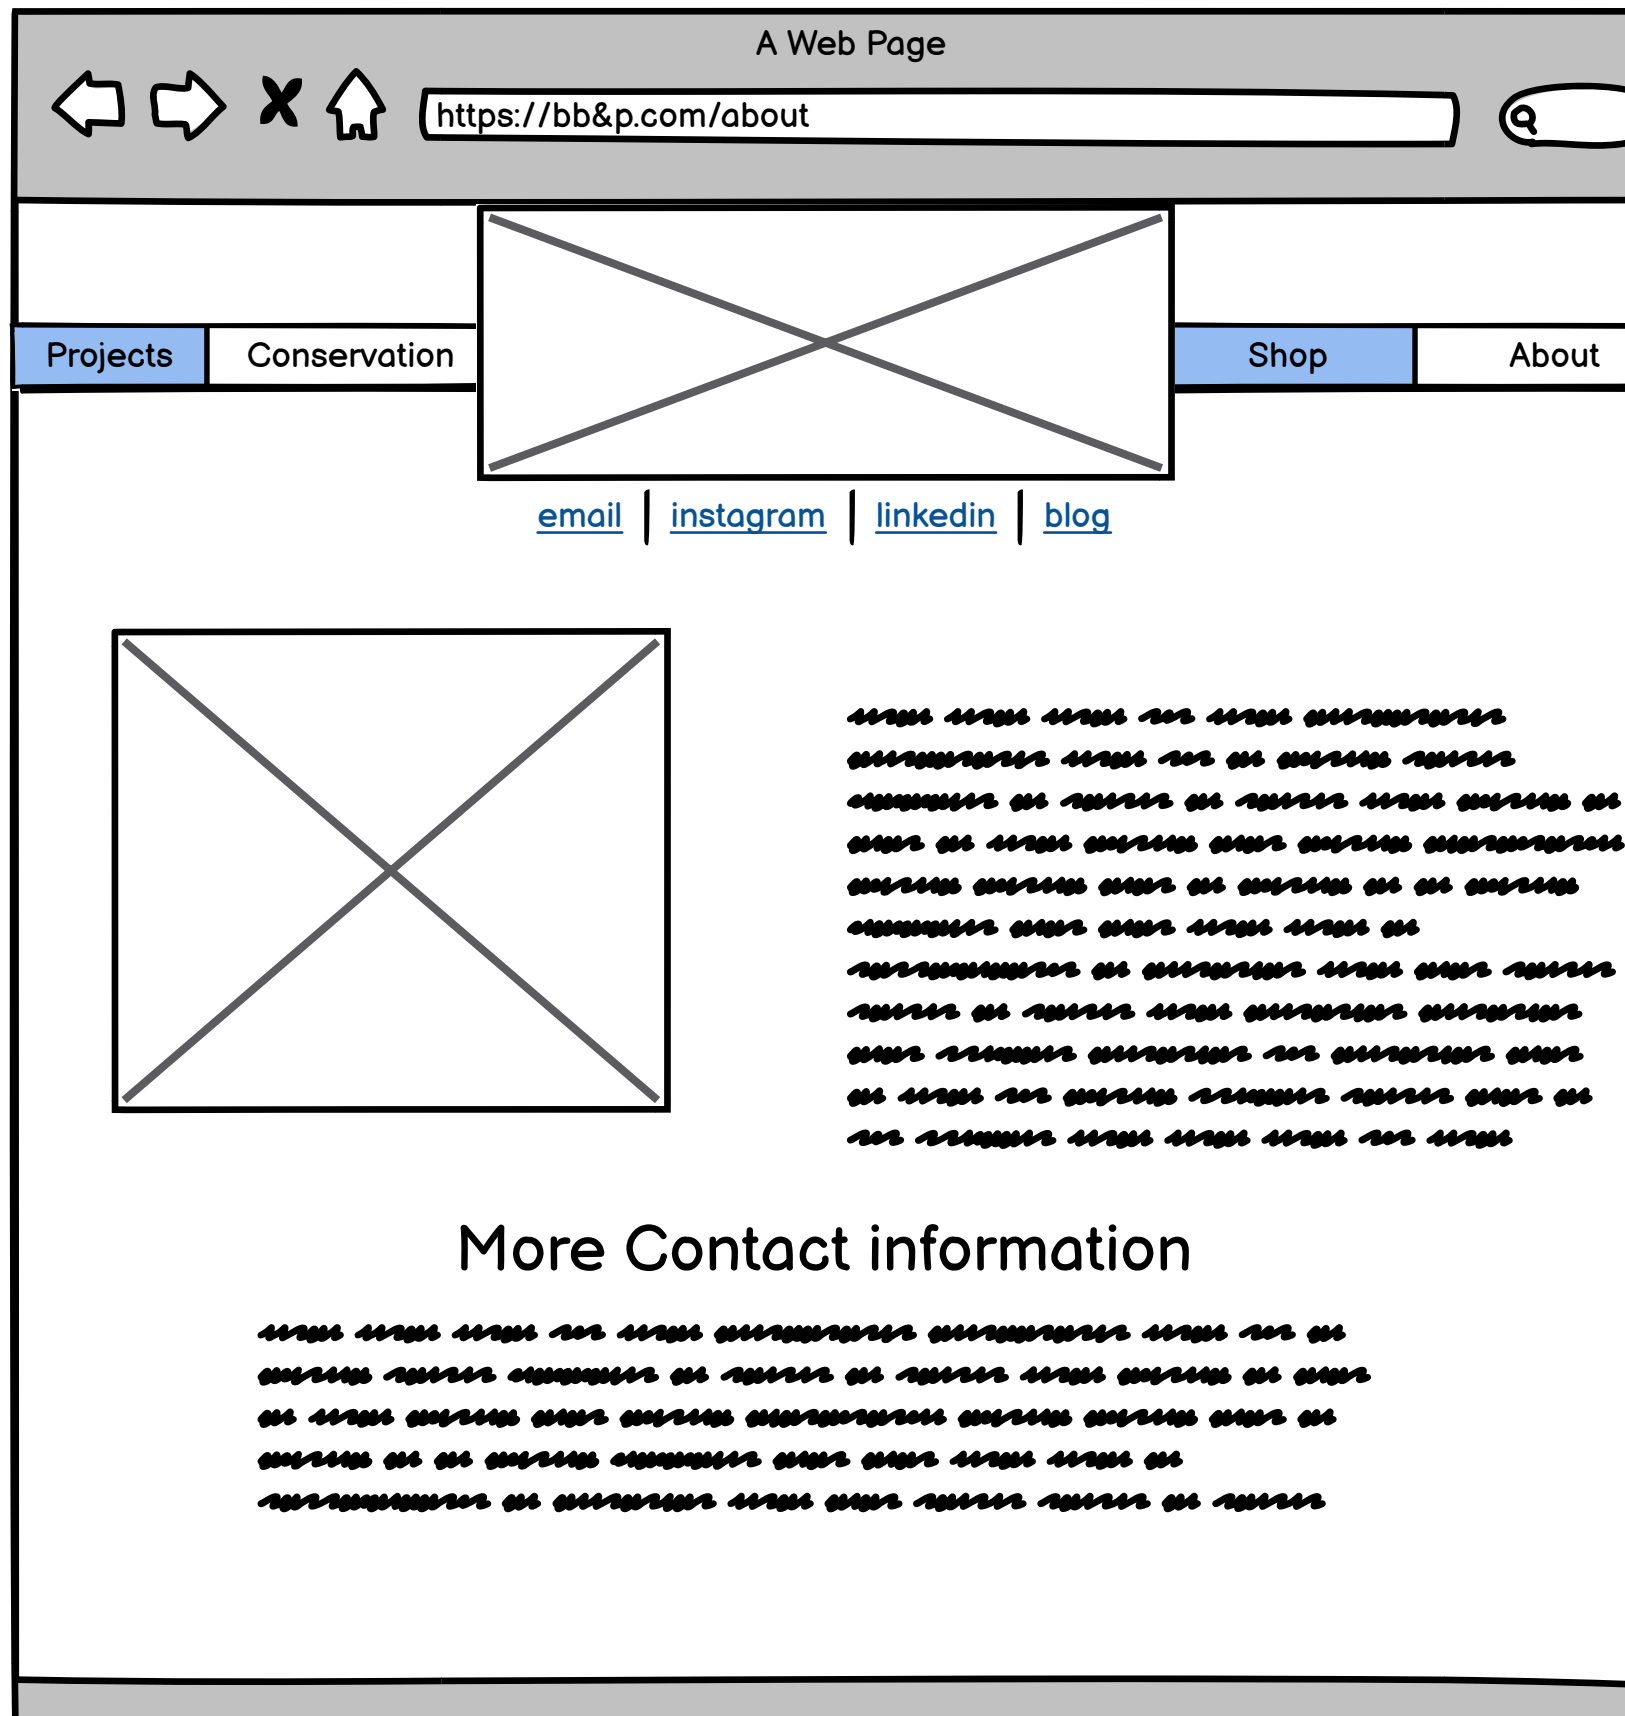 A Web Page
https://bb&p.com/about
Projects Conservation Shop About
email instagram linkedin blog
More Contact information